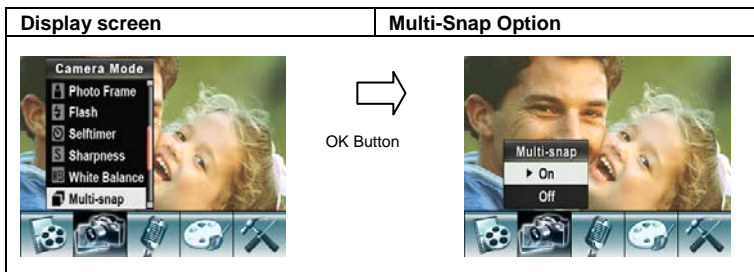 Display screen
Multi-Snap Option
Camera Mode
Photo Frame
Flash
Selftimer
Sharpness
White Balance
Multi-snap
OK Button
Multi-snap
On
Off